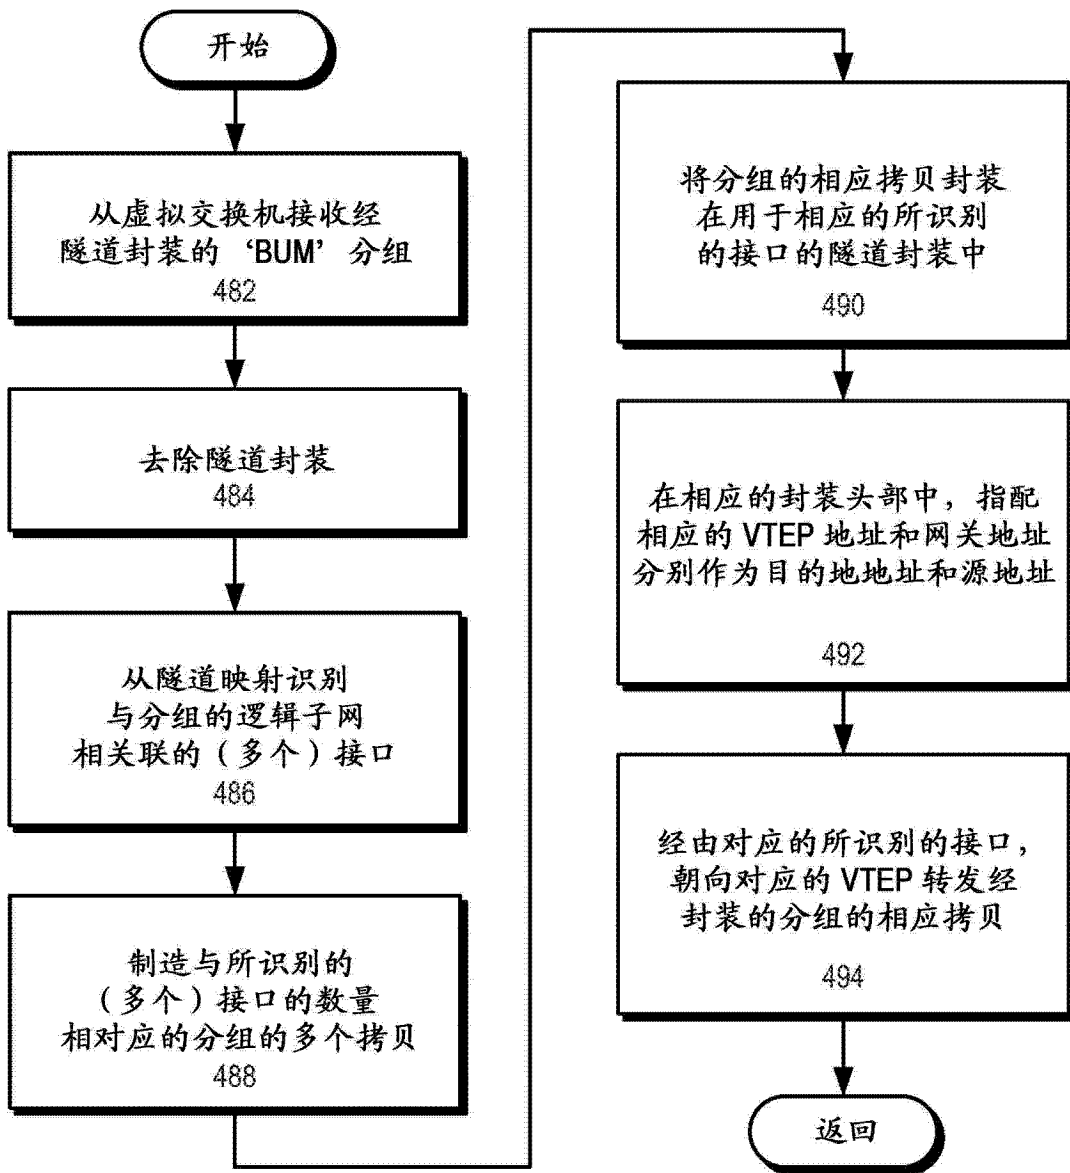 开始
从虚拟交换机接收经
隧道封装的‘BUM’分组
482
去除隧道封装
484
从隧道映射识别
与分组的逻辑子网
相关联的（多个）接口
486
制造与所识别的
（多个）接口的数量
相对应的分组的多个拷贝
488
将分组的相应拷贝封装
在用于相应的所识别
的接口的隧道封装中
490
在相应的封装头部中，指配
相应的 VTEP 地址和网关地址
分别作为目的地地址和源地址
492
经由对应的所识别的接口，
朝向对应的 VTEP 转发经
封装的分组的相应拷贝
494
返回